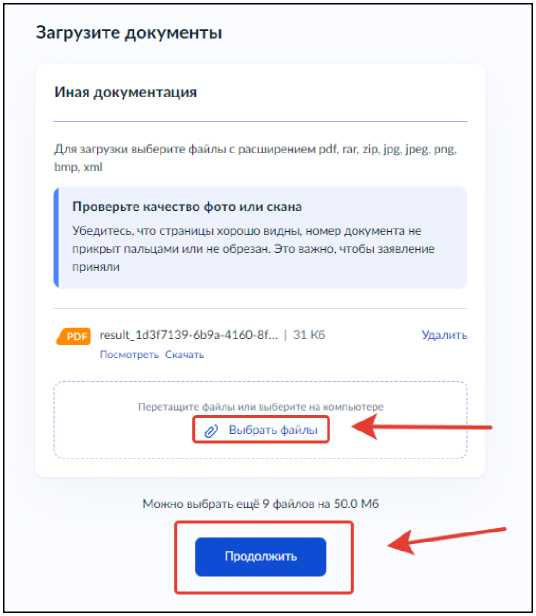 Загрузите документы
Иная документация
Для загрузки выберите файлы с расширением pdf, rar, zip, jpg, jpeg, png,
bmp, xml
Проверьте качество фото или скана
Убедитесь, что страницы хорошо видны, номер документа не
прикрыт пальцами или не обрезан. Это важно, чтобы заявление
приняли
PDF result_1d3f7139-6b9a-4160-8f... | 31 Кб Удалить
Посмотреть Скачать
Перетащите файлы или выберите на компьютере
Выбрать файлы
Можно выбрать ещё 9 файлов на 50.0 Мб
Продолжить